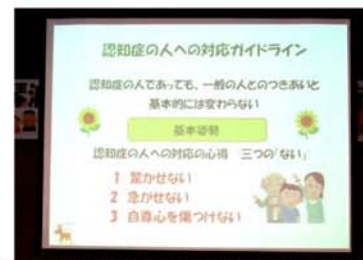 認知症の人への対応ガイドライン
認知症の人であっても、一般の人とのつきあいと
基本的には変わらない
基本姿勢
認知症の人への対応の心得　三つの「ない」
1 驚かせない
2 急がせない
3 自尊心を傷つけない